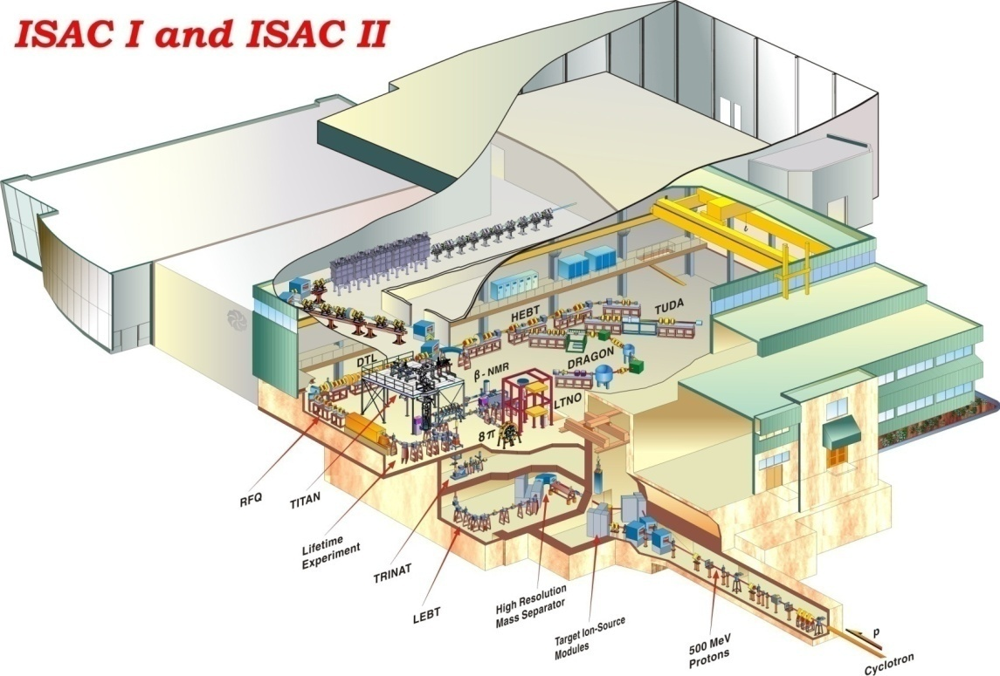 ISAC I and ISAC II
HEBT
TUDA
DTL
DRAGON
β-NMR
LTNO
8π
RFQ
TITAN
Lifetime
Experiment
TRINAT
LEBT
High Resolution
Mass Separator
Target Ion-Source
Modules
500 MeV
Protons
p
Cyclotron